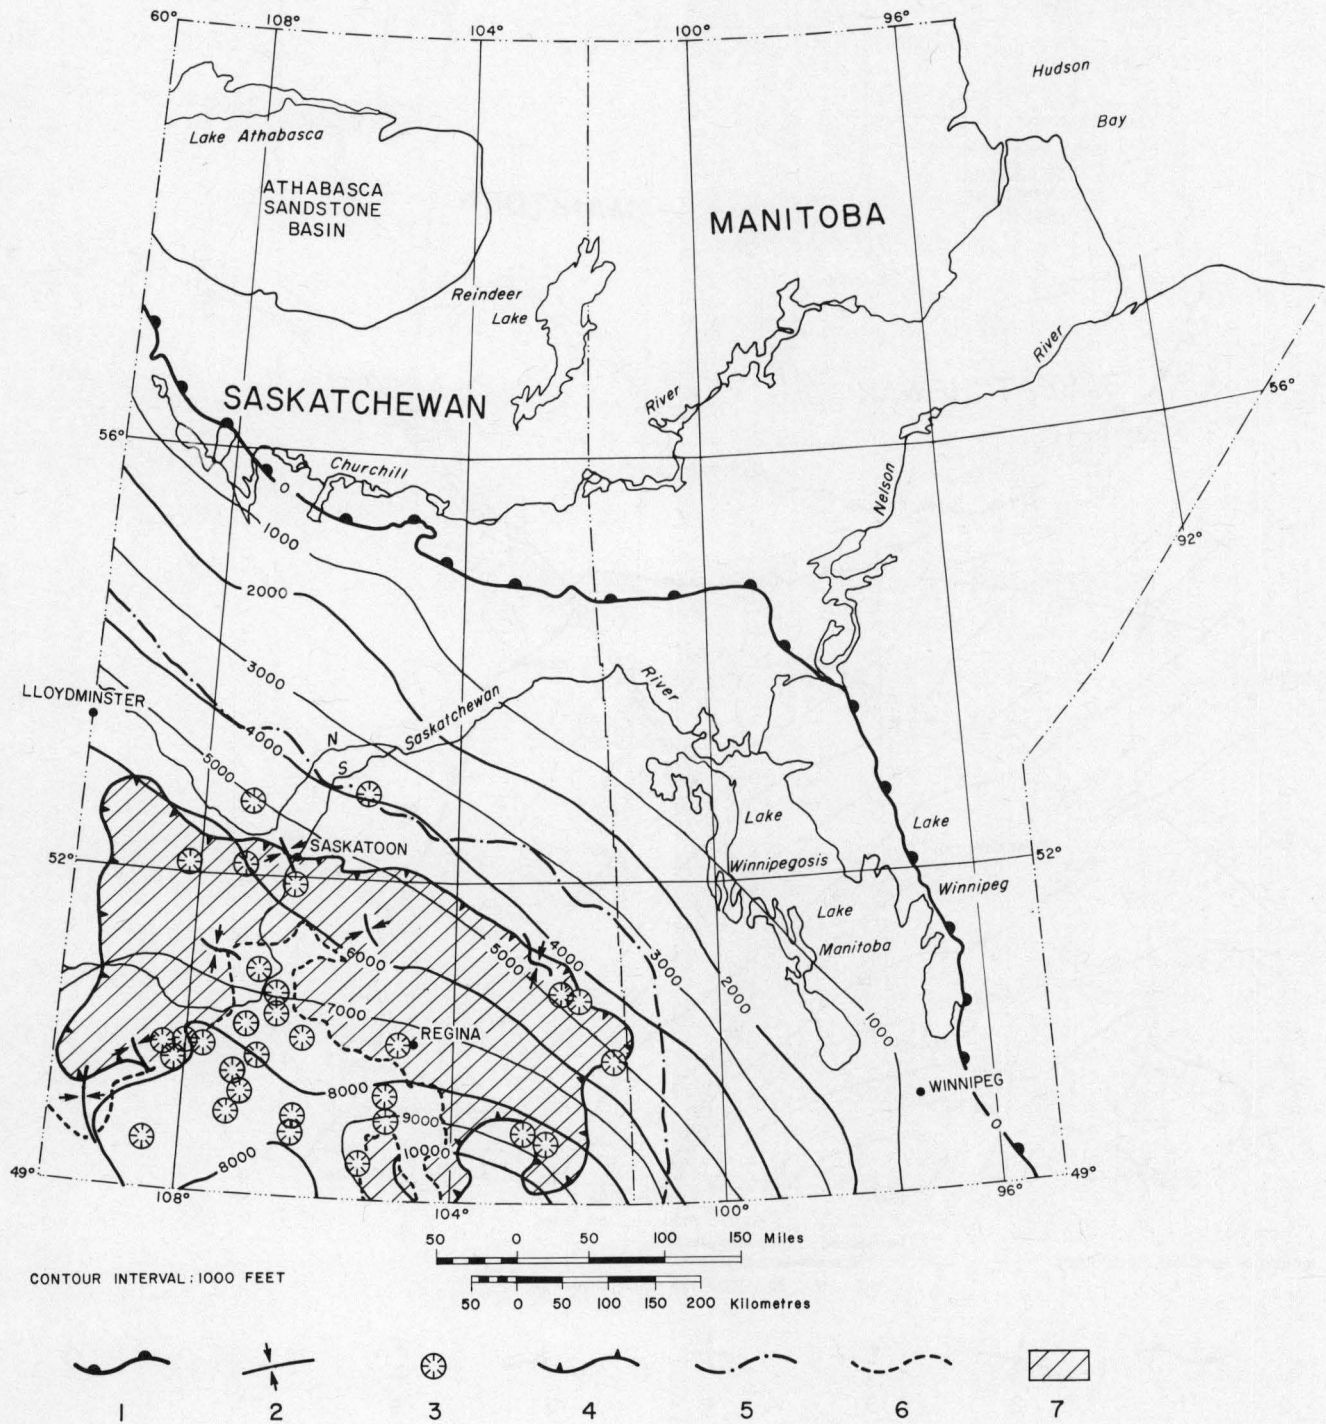 60°
108°
104°
100°
96°
Hudson
Bay
Lake Athabasca
ATHABASCA
SANDSTONE
BASIN
MANITOBA
Reindeer
Lake
River
SASKATCHEWAN
River
56°
56°
Churchill
0
Nelson
1000
92°
2000
3000
LLOYDMINSTER
River
Saskatchewan
4000
N
5000
S
Lake
Lake
SASKATOON
52°
52°
Winnipegosis
Winnipeg
Lake
Manitoba
5000
4000
6000
3000
2000
7000
1000
REGINA
WINNIPEG
8000
9000
0
10000
8000
49°
49°
108°
104°
100°
96°
50 0 50 100 150 Miles
CONTOUR INTERVAL: 1000 FEET
50 0 50 100 150 200 Kilometres
1 2 3 4 5 6 7